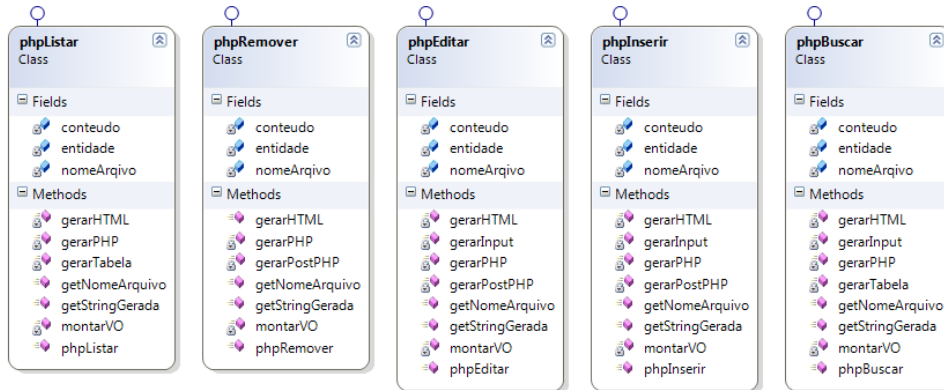 phpListar
Class
Fields
conteudo
entidade
nomeArqivo
Methods
gerarHTML
gerarPHP
gerarTabela
getNomeArquivo
getStringGerada
montarVO
phpListar
phpRemover
Class
Fields
conteudo
entidade
nomeArqivo
Methods
gerarHTML
gerarPHP
gerarPostPHP
getNomeArquivo
getStringGerada
montarVO
phpRemover
phpEditar
Class
Fields
conteudo
entidade
nomeArqivo
Methods
gerarHTML
gerarInput
gerarPHP
gerarPostPHP
getNomeArquivo
getStringGerada
montarVO
phpEditar
phpInserir
Class
Fields
conteudo
entidade
nomeArqivo
Methods
gerarHTML
gerarInput
gerarPHP
gerarPostPHP
getNomeArquivo
getStringGerada
montarVO
phpInserir
phpBuscar
Class
Fields
conteudo
entidade
nomeArqivo
Methods
gerarHTML
gerarInput
gerarPHP
gerarTabela
getNomeArquivo
getStringGerada
montarVO
phpBuscar